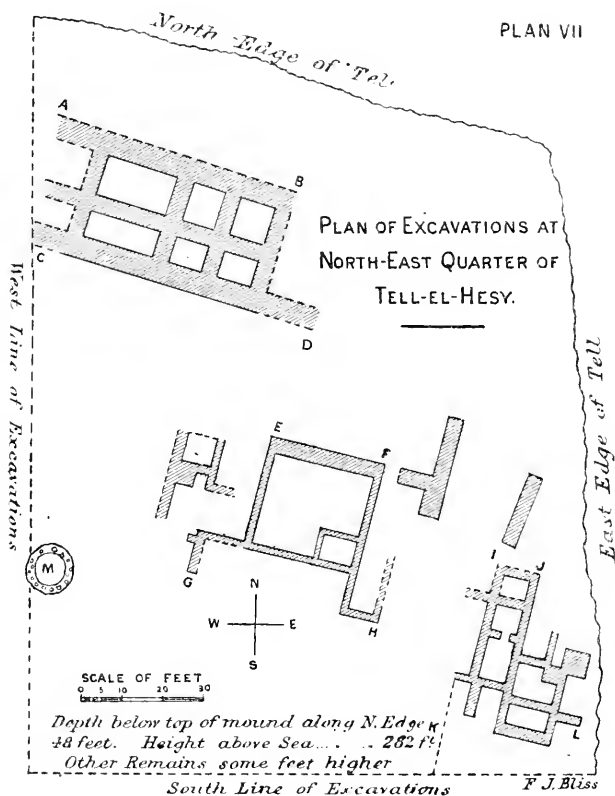 PLAN VII
North Edge of Tell
A
B
PLAN OF EXCAVATIONS AT
NORTH-EAST QUARTER OF
TELL-EL-HESY.
C
D
West Line of Excavations
East Edge of Tell
E
F
I
J
M
G
H
N
W E
S
SCALE OF FEET
0 5 10 20 30
Depth below top of mound along N. Edge
48 feet. Height above Sea..... 282 ft.
Other Remains some feet higher
K
L
South Line of Excavations
F J. Bliss